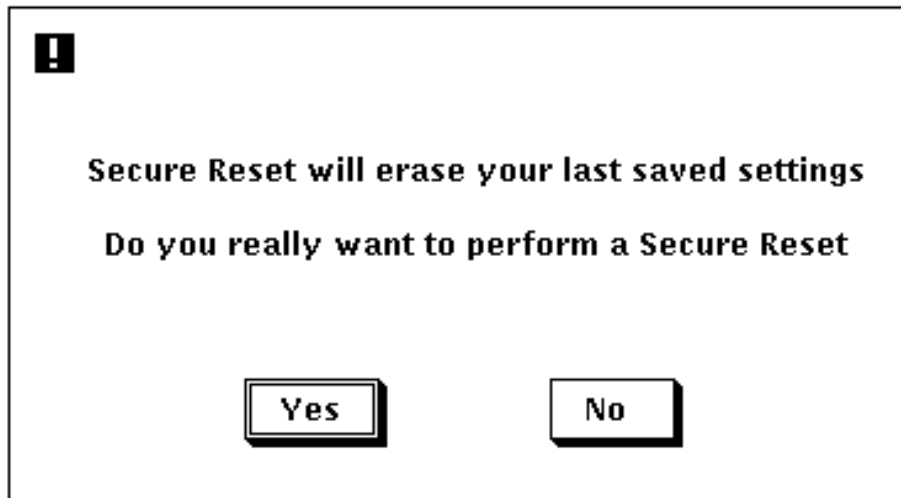 !
Secure Reset will erase your last saved settings
Do you really want to perform a Secure Reset
Yes No